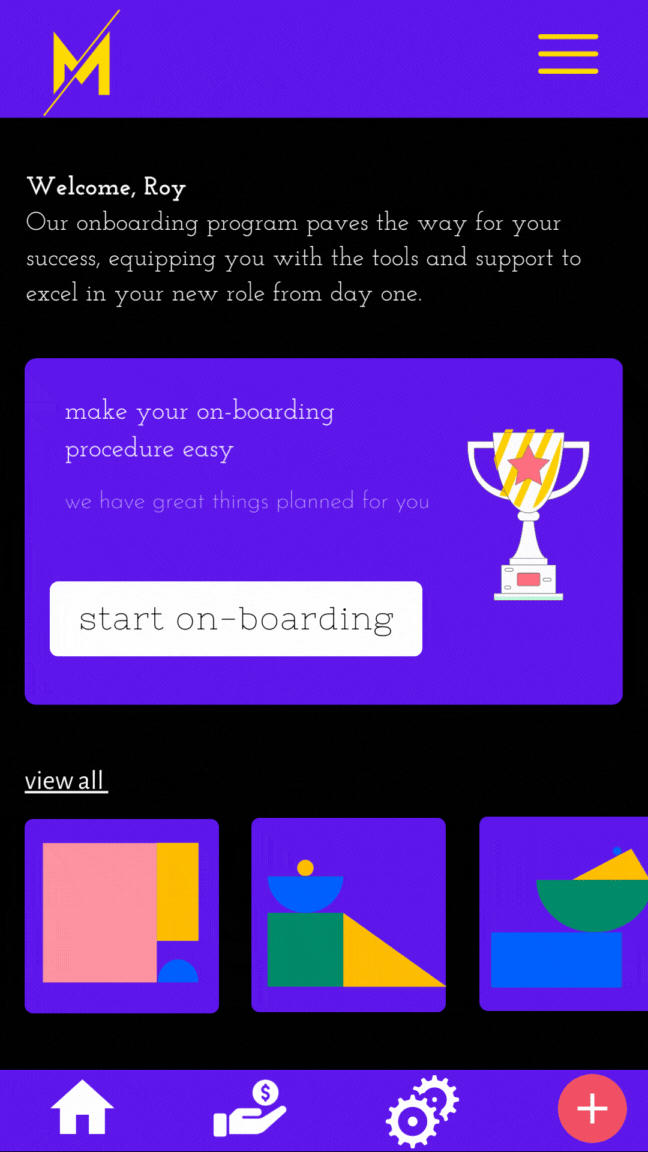 M
Welcome, Roy
Our onboarding program paves the way for your
success, equipping you with the tools and support to
excel in your new role from day one.
make your on-boarding
procedure easy
we have great things planned for you
start on-boarding
view all
$